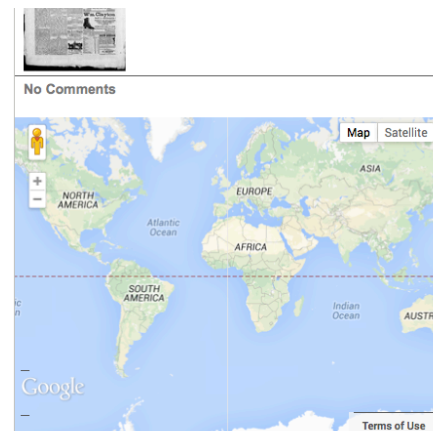 No Comments
Map Satellite
ASIA
EUROPE
NORTH
AMERICA
Atlantic
Ocean
AFRICA
SOUTH
AMERICA
Indian
Ocean
AUSTR
Google
Terms of Use